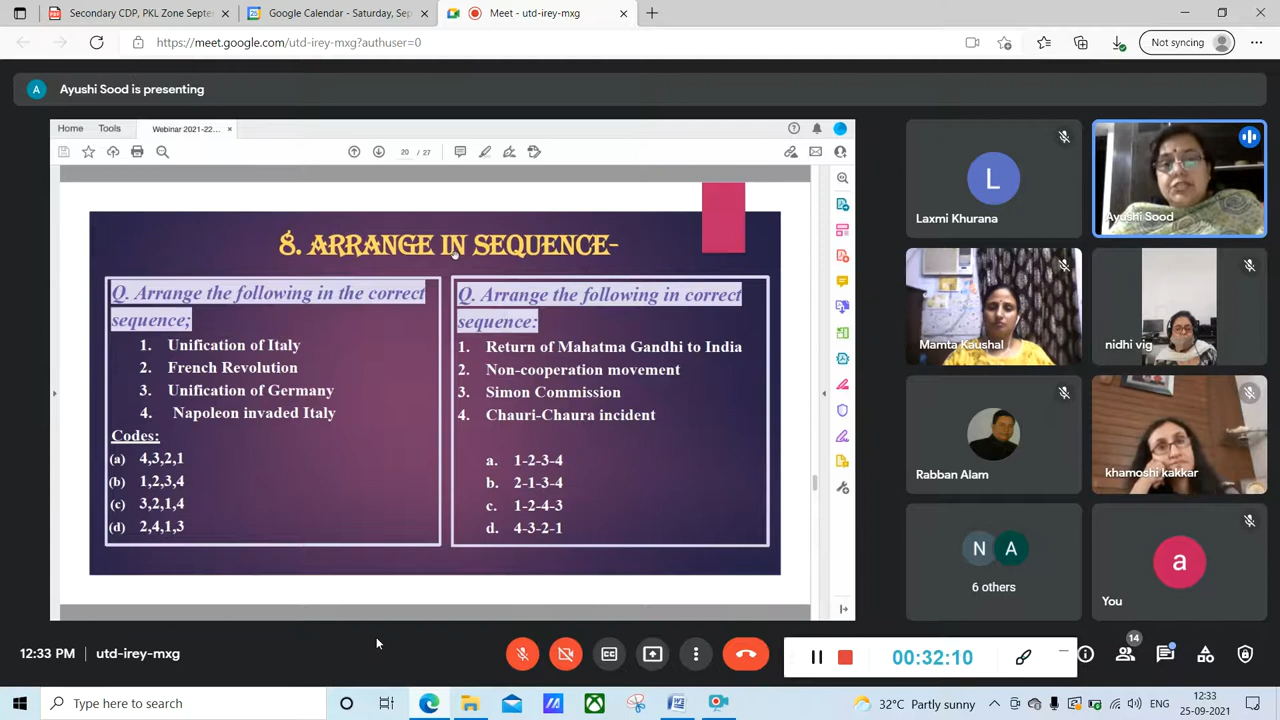 Secondary CDP, PKL Zone Septe
Google Calendar - Saturday, Sep
Meet - utd-irey-mxg
https://meet.google.com/utd-irey-mxg?authuser=0
Not syncing
A
Ayushi Sood is presenting
Home
Tools
Webinar 2021-22...
20 / 27
8. ARRANGE IN SEQUENCE-
Q. Arrange the following in the correct
sequence;
1. Unification of Italy
2. French Revolution
3. Unification of Germany
4. Napoleon invaded Italy
Codes:
(a) 4,3,2,1
(b) 1,2,3,4
(c) 3,2,1,4
(d) 2,4,1,3
Q. Arrange the following in correct
sequence:
1. Return of Mahatma Gandhi to India
2. Non-cooperation movement
3. Simon Commission
4. Chauri-Chaura incident
a. 1-2-3-4
b. 2-1-3-4
c. 1-2-4-3
d. 4-3-2-1
L
Laxmi Khurana
Ayushi Sood
Mamta Kaushal
nidhi vig
Rabban Alam
khamoshi kakkar
N A
6 others
a
You
12:33 PM | utd-irey-mxg
00:32:10
14
Type here to search
32°C Partly sunny
ENG
12:33
25-09-2021